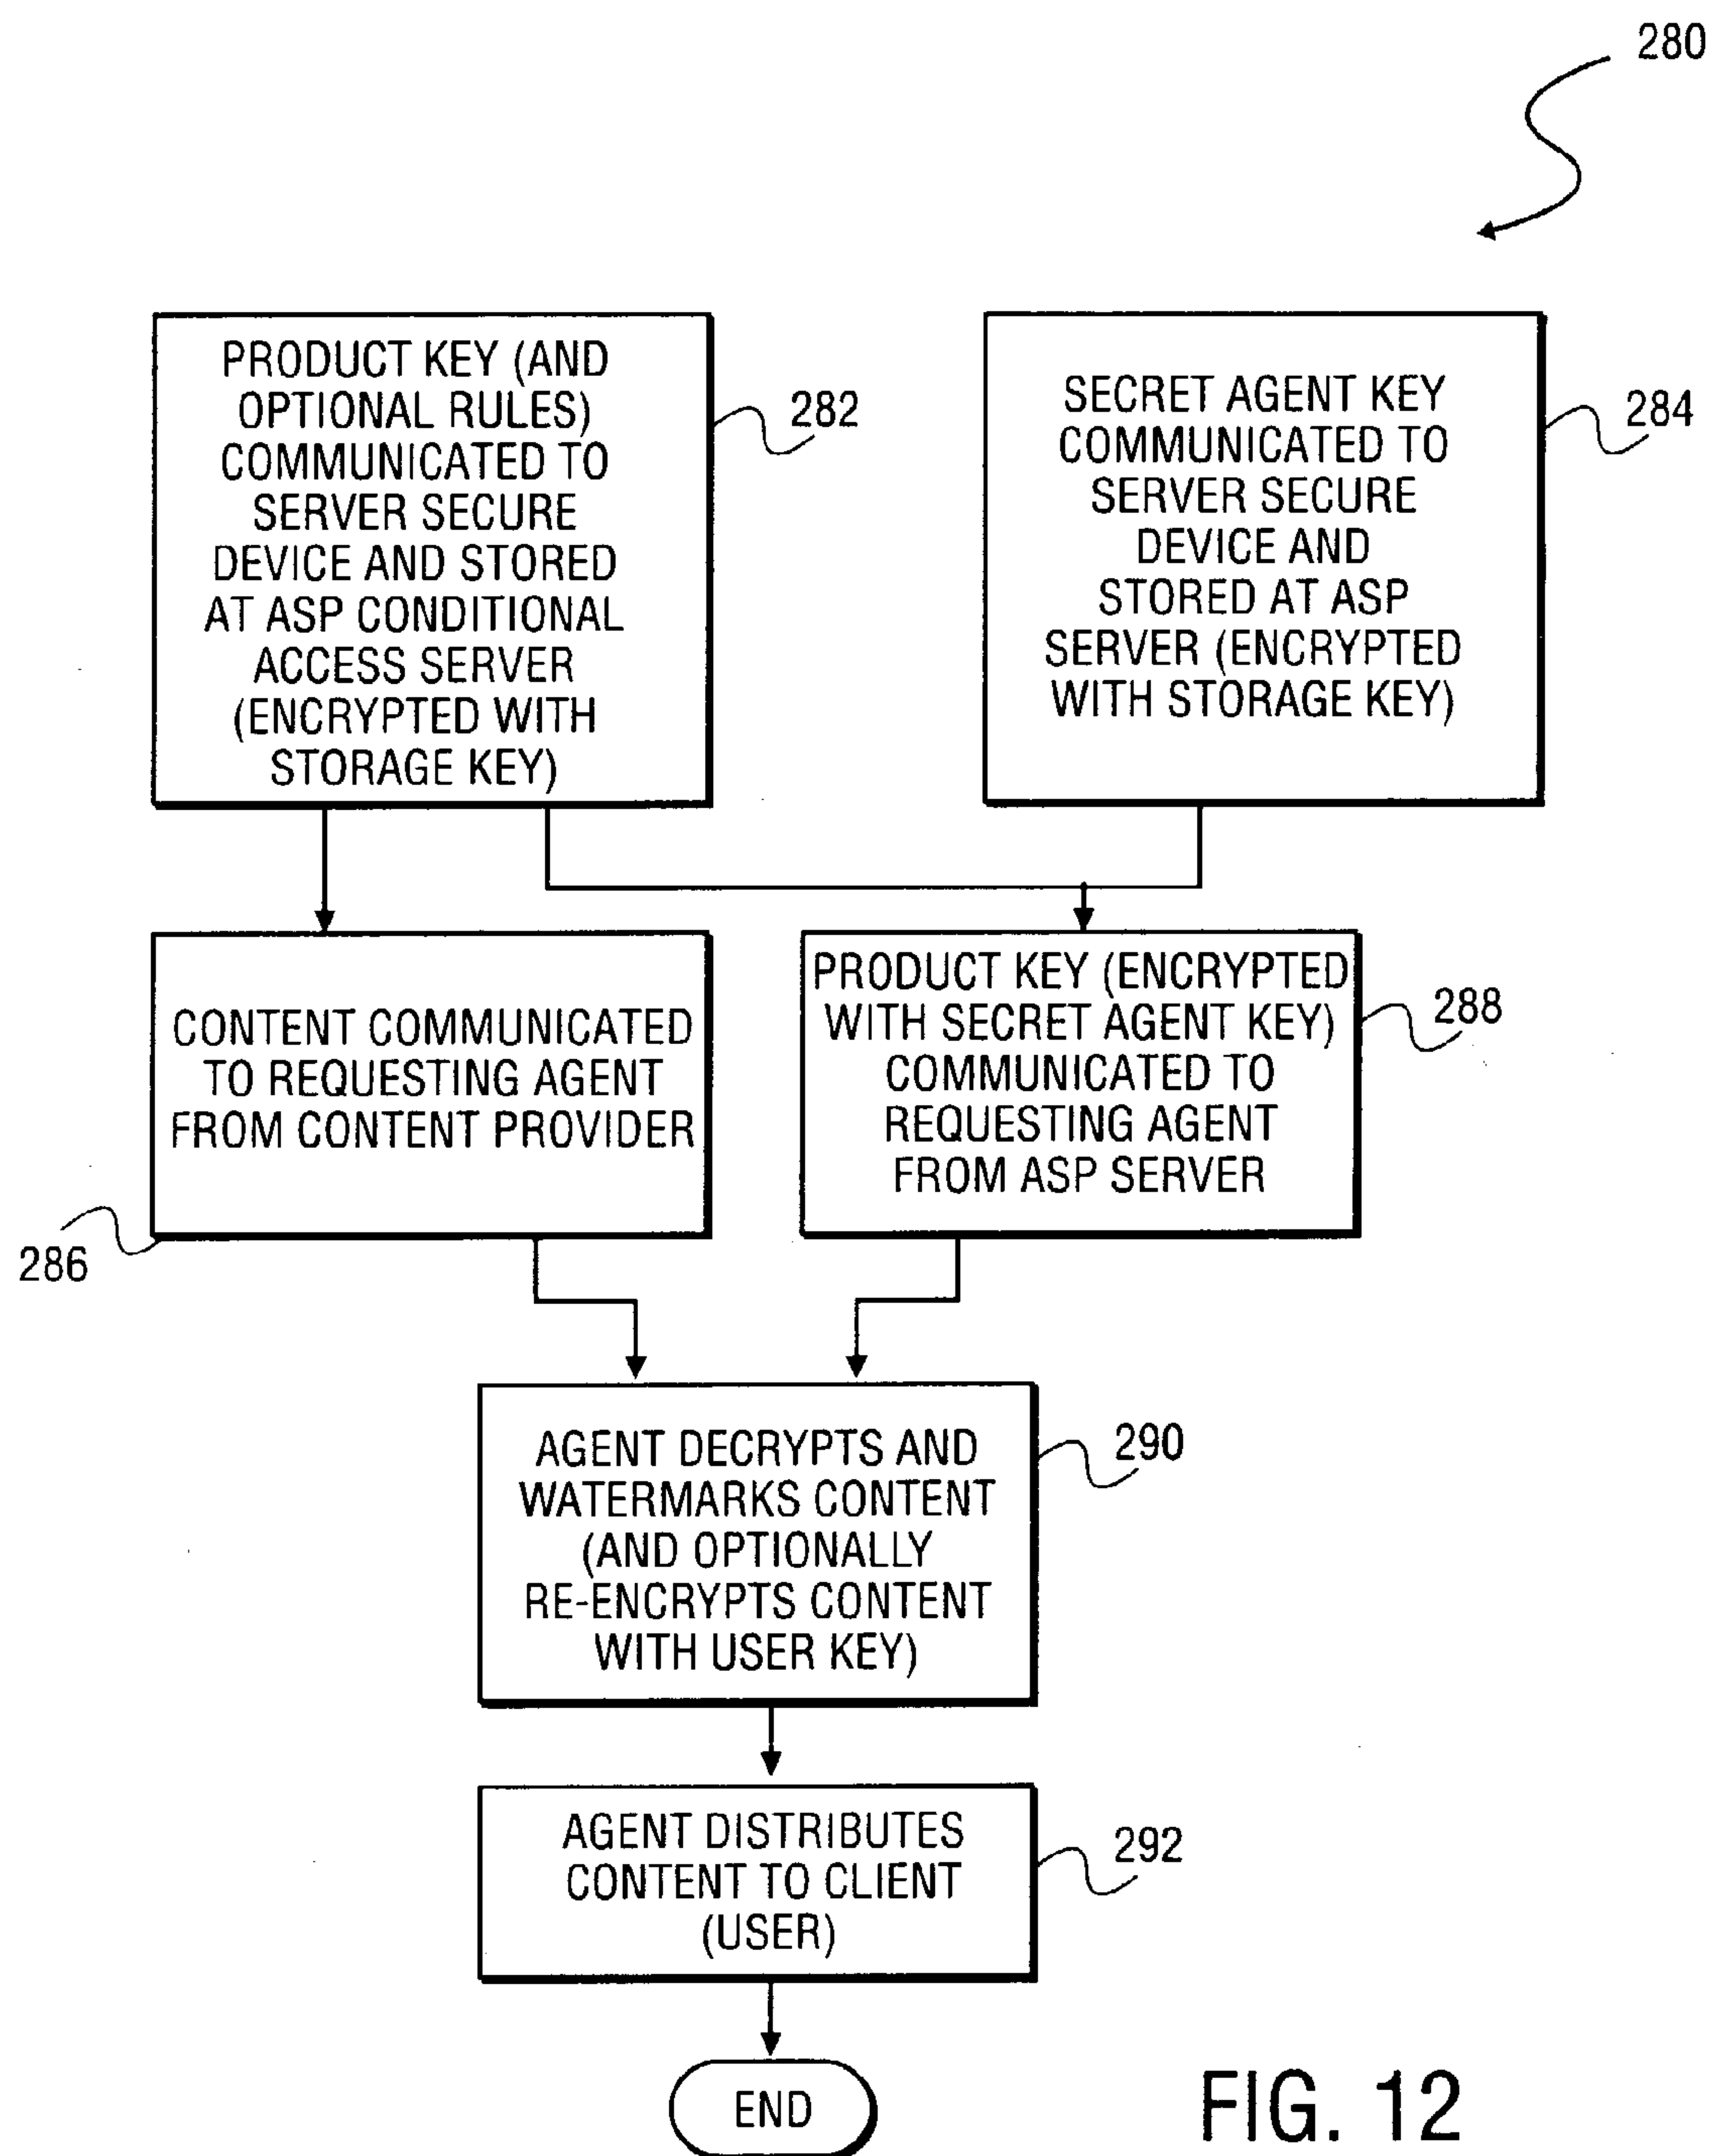 280
PRODUCT KEY (AND
OPTIONAL RULES)
COMMUNICATED TO
SERVER SECURE
DEVICE AND STORED
AT ASP CONDITIONAL
ACCESS SERVER
(ENCRYPTED WITH
STORAGE KEY)
282
SECRET AGENT KEY
COMMUNICATED TO
SERVER SECURE
DEVICE AND
STORED AT ASP
SERVER (ENCRYPTED
WITH STORAGE KEY)
284
CONTENT COMMUNICATED
TO REQUESTING AGENT
FROM CONTENT PROVIDER
286
PRODUCT KEY (ENCRYPTED
WITH SECRET AGENT KEY)
COMMUNICATED TO
REQUESTING AGENT
FROM ASP SERVER
288
AGENT DECRYPTS AND
WATERMARKS CONTENT
(AND OPTIONALLY
RE-ENCRYPTS CONTENT
WITH USER KEY)
290
AGENT DISTRIBUTES
CONTENT TO CLIENT
(USER)
292
END
FIG. 12